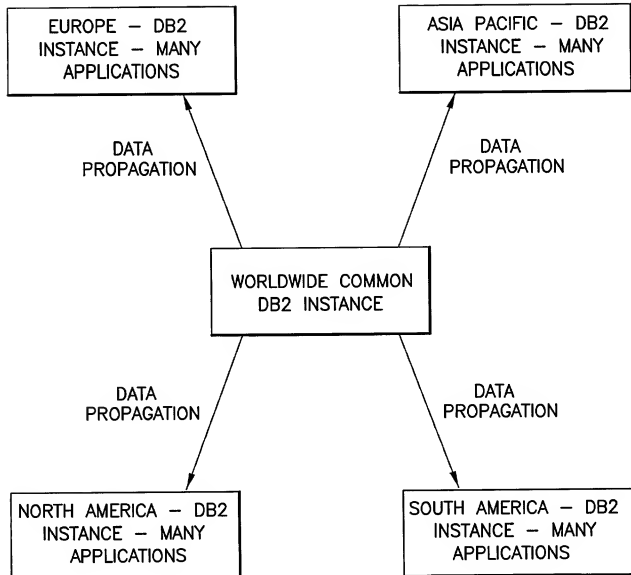 EUROPE – DB2
INSTANCE – MANY
APPLICATIONS
ASIA PACIFIC – DB2
INSTANCE – MANY
APPLICATIONS
DATA
PROPAGATION
DATA
PROPAGATION
WORLDWIDE COMMON
DB2 INSTANCE
DATA
PROPAGATION
DATA
PROPAGATION
NORTH AMERICA – DB2
INSTANCE – MANY
APPLICATIONS
SOUTH AMERICA – DB2
INSTANCE – MANY
APPLICATIONS